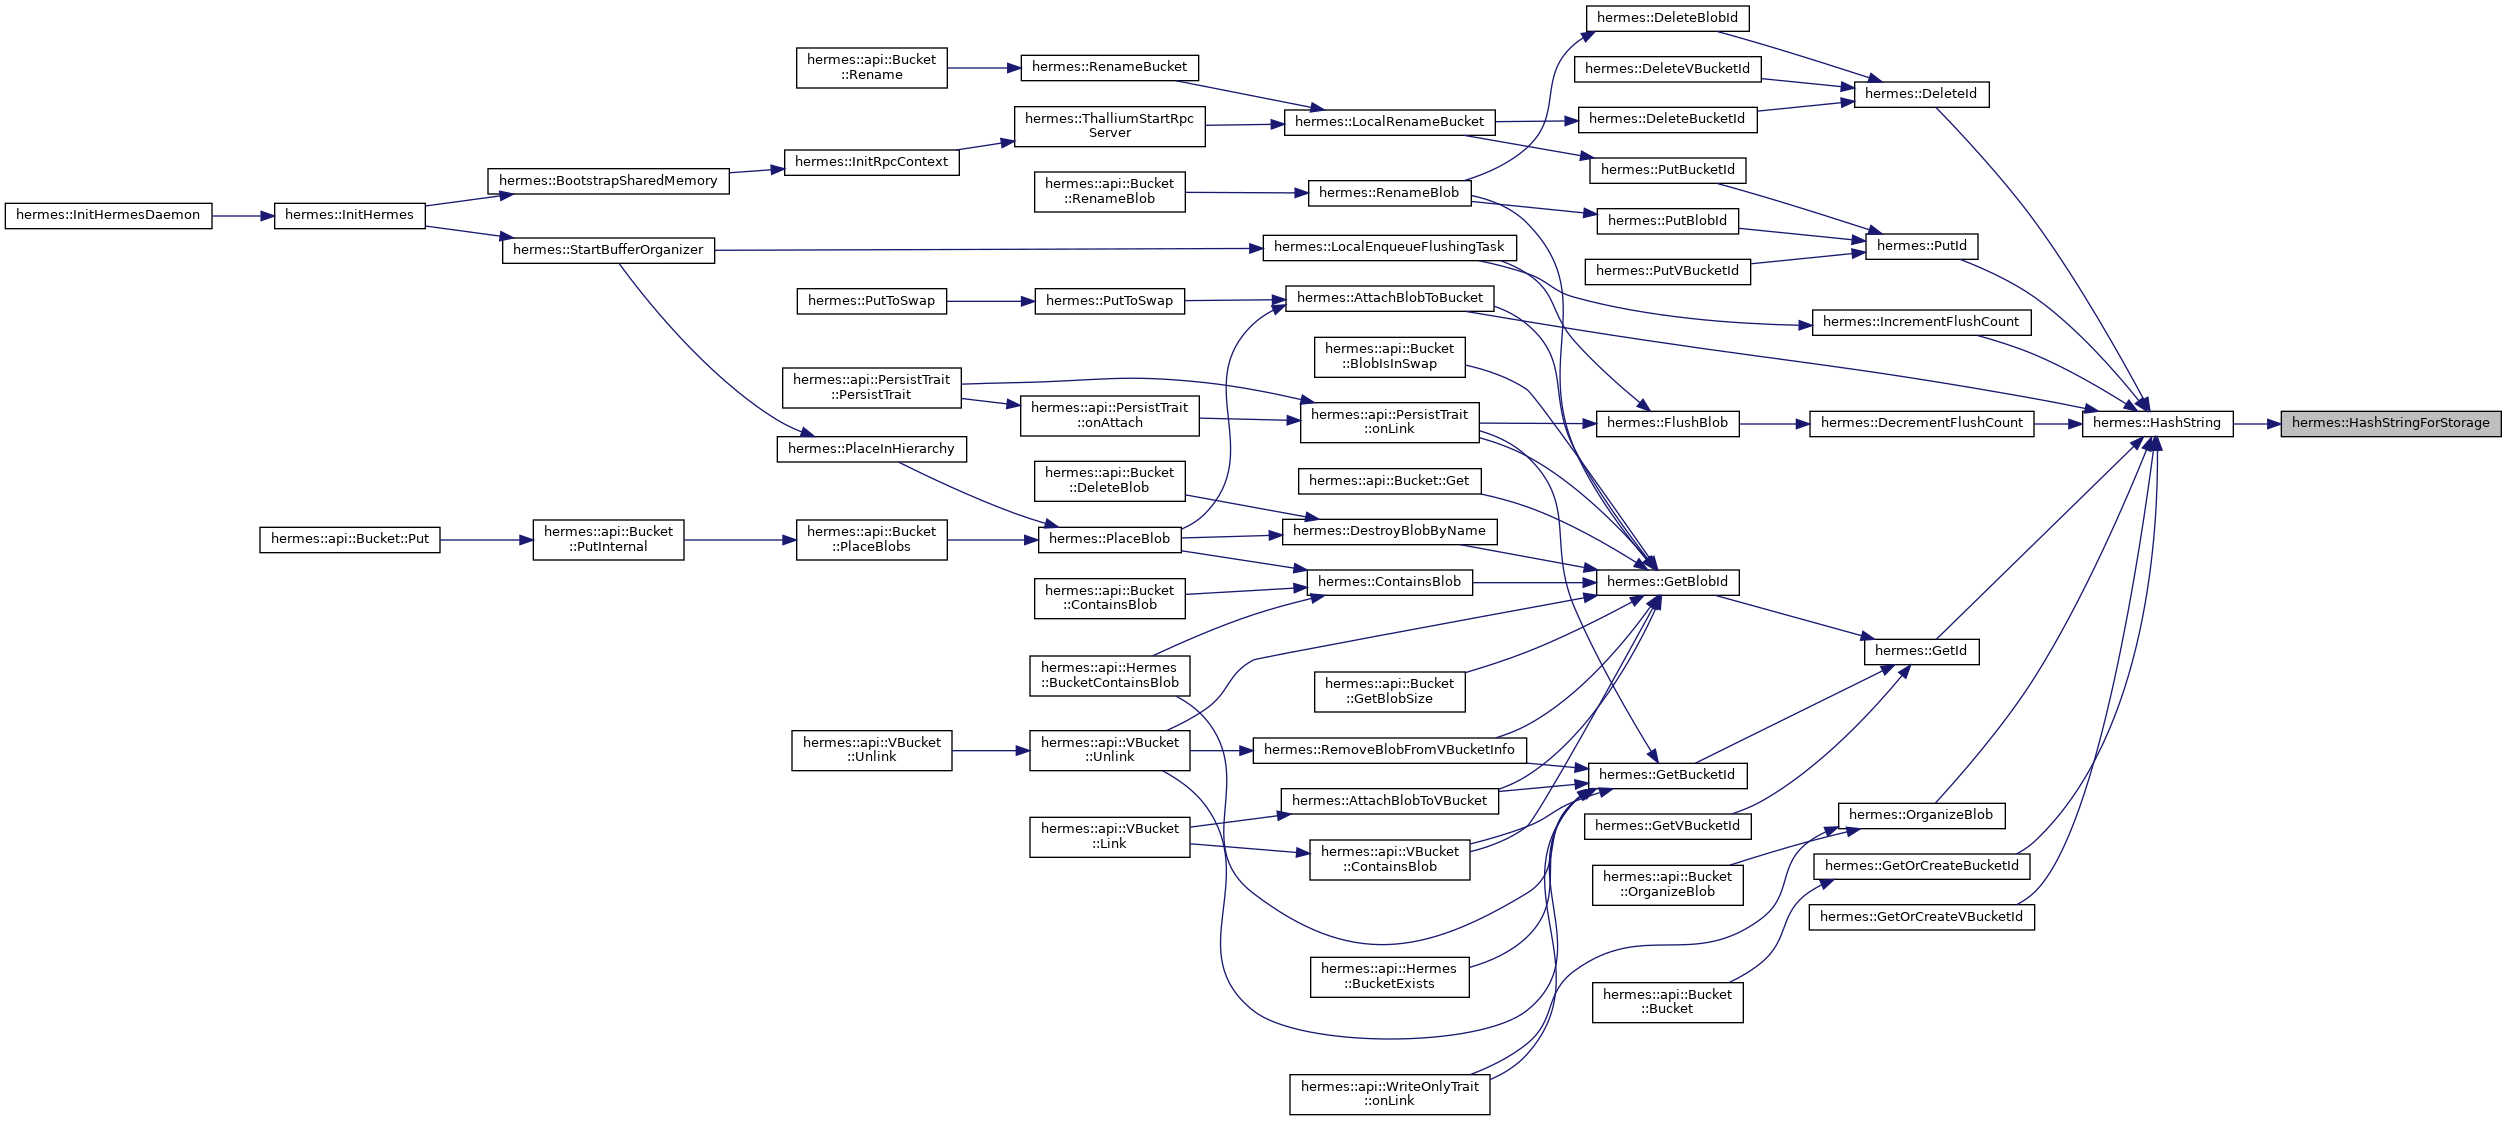 hermes::DeleteBlobId
hermes::api::Bucket
::Rename
hermes::RenameBucket
hermes::DeleteVBucketId
hermes::DeleteId
hermes::ThalliumStartRpc
Server
hermes::LocalRenameBucket
hermes::DeleteBucketId
hermes::InitRpcContext
hermes::PutBucketId
hermes::BootstrapSharedMemory
hermes::api::Bucket
::RenameBlob
hermes::RenameBlob
hermes::InitHermesDaemon
hermes::InitHermes
hermes::PutBlobId
hermes::StartBufferOrganizer
hermes::LocalEnqueueFlushingTask
hermes::PutId
hermes::PutVBucketId
hermes::PutToSwap
hermes::PutToSwap
hermes::AttachBlobToBucket
hermes::IncrementFlushCount
hermes::api::Bucket
::BlobIsInSwap
hermes::api::PersistTrait
::PersistTrait
hermes::api::PersistTrait
::onAttach
hermes::api::PersistTrait
::onLink
hermes::FlushBlob
hermes::DecrementFlushCount
hermes::HashString
hermes::HashStringForStorage
hermes::PlaceInHierarchy
hermes::api::Bucket
::DeleteBlob
hermes::api::Bucket::Get
hermes::api::Bucket::Put
hermes::api::Bucket
::PutInternal
hermes::api::Bucket
::PlaceBlobs
hermes::PlaceBlob
hermes::DestroyBlobByName
hermes::api::Bucket
::ContainsBlob
hermes::ContainsBlob
hermes::GetBlobId
hermes::api::Hermes
::BucketContainsBlob
hermes::GetId
hermes::api::Bucket
::GetBlobSize
hermes::api::VBucket
::Unlink
hermes::api::VBucket
::Unlink
hermes::RemoveBlobFromVBucketInfo
hermes::GetBucketId
hermes::AttachBlobToVBucket
hermes::GetVBucketId
hermes::OrganizeBlob
hermes::api::VBucket
::Link
hermes::api::VBucket
::ContainsBlob
hermes::GetOrCreateBucketId
hermes::api::Bucket
::OrganizeBlob
hermes::GetOrCreateVBucketId
hermes::api::Hermes
::BucketExists
hermes::api::Bucket
::Bucket
hermes::api::WriteOnlyTrait
::onLink